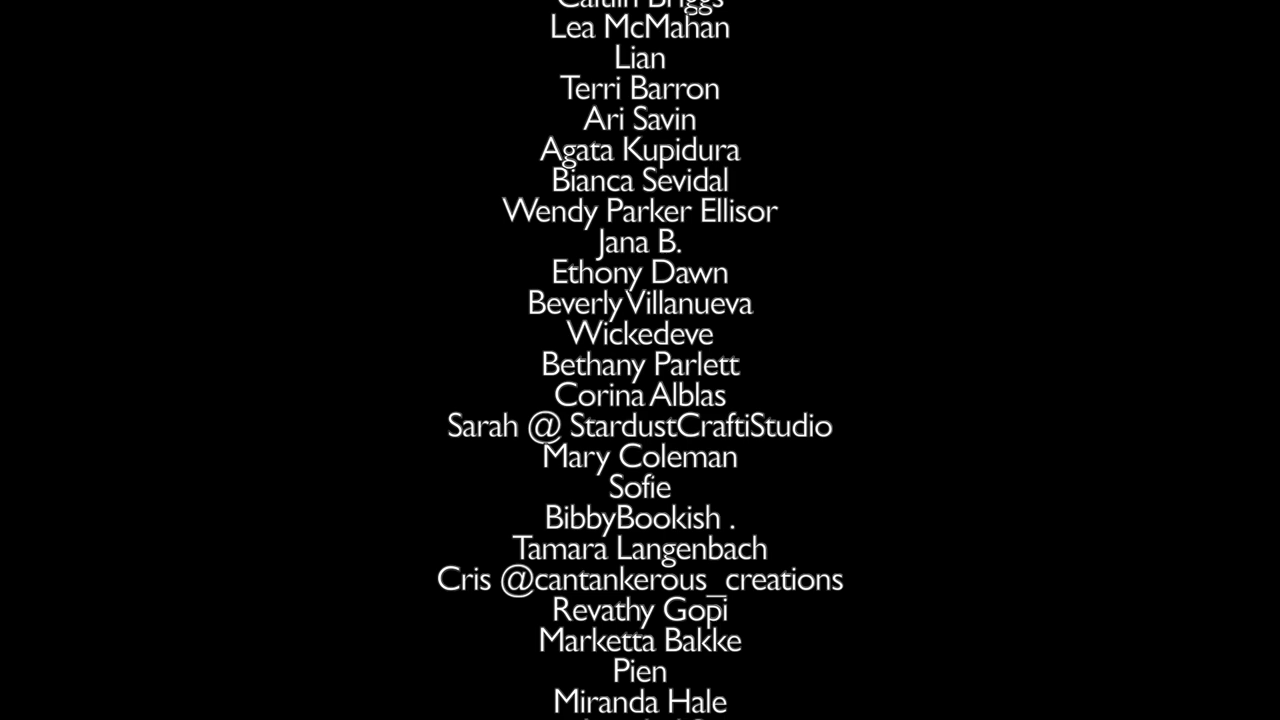 Caitlin Briggs
Lea McMahan
Lian
Terri Barron
Ari Savin
Agata Kupidura
Bianca Sevidal
Wendy Parker Ellisor
Jana B.
Ethony Dawn
Beverly Villanueva
Wickedeve
Bethany Parlett
Corina Alblas
Sarah @ StardustCraftiStudio
Mary Coleman
Sofie
BibbyBookish .
Tamara Langenbach
Cris @cantankerous_creations
Revathy Gopi
Marketta Bakke
Pien
Miranda Hale